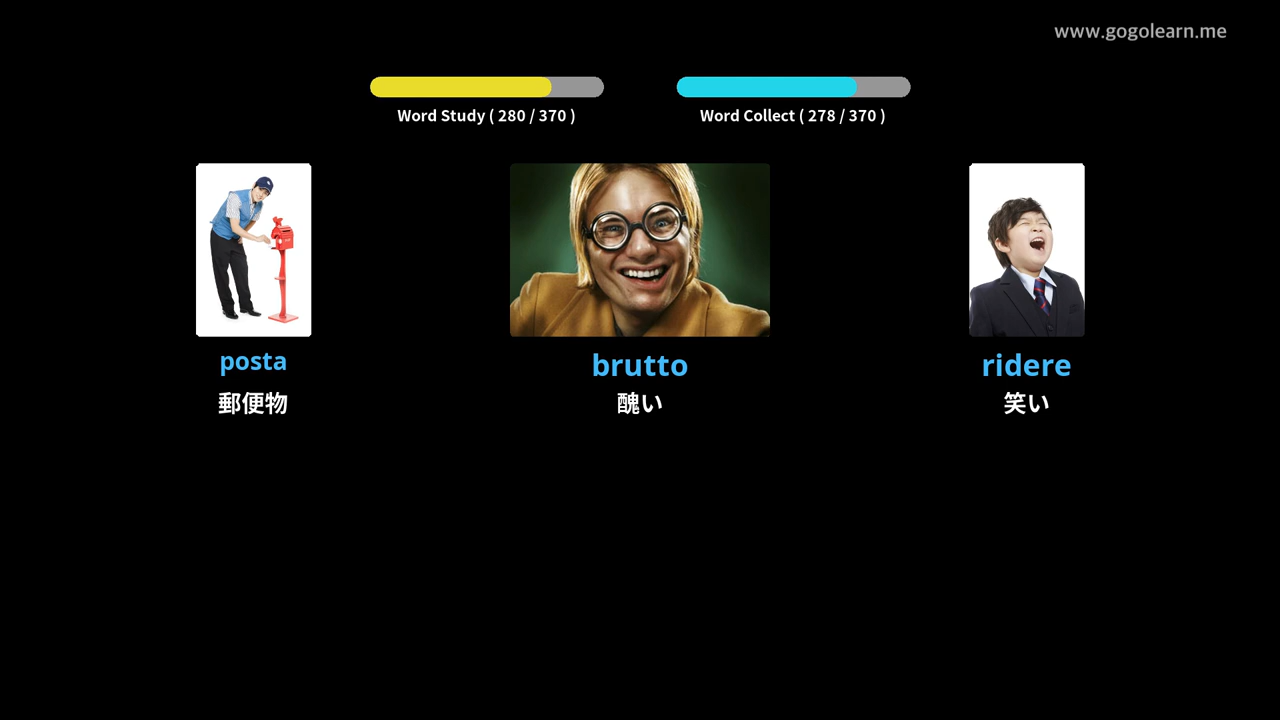 www.gogolearn.me
Word Study ( 280 / 370 )
Word Collect ( 278 / 370 )
posta
brutto
ridere
郵便物
醜い
笑い